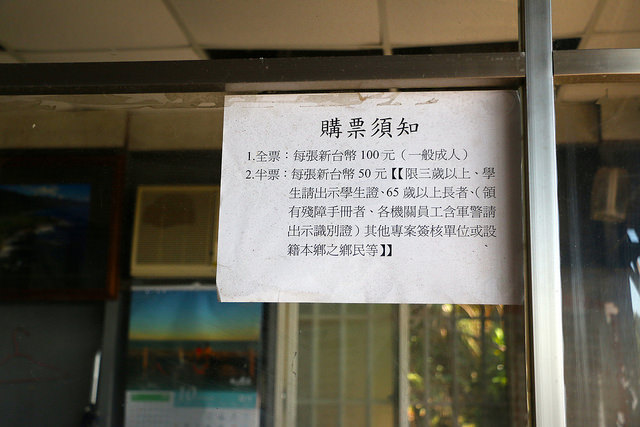 購票須知
1.全票：每張新台幣 100 元（一般成人）
2.半票：每張新台幣 50 元【【限三歲以上、學
生請出示學生證、65 歲以上長者、（領
有殘障手冊者、各機關員工含軍警請
出示識別證）其他專案簽核單位或設
籍本鄉之鄉民等】】
10